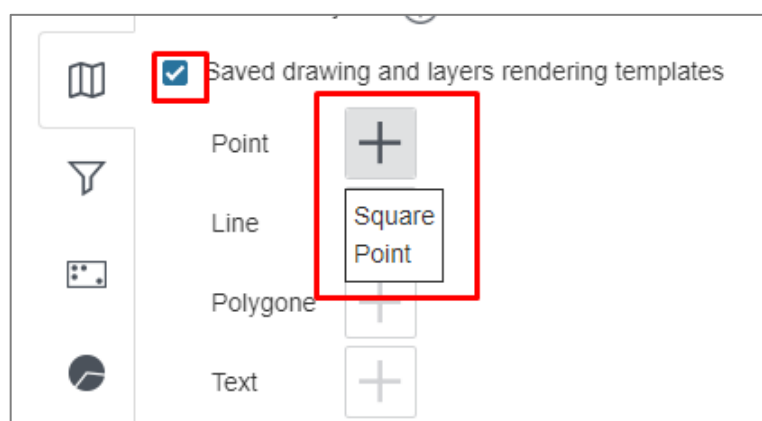 Saved drawing and layers rendering templates
Point
Line
Square
Point
Polygone
Text